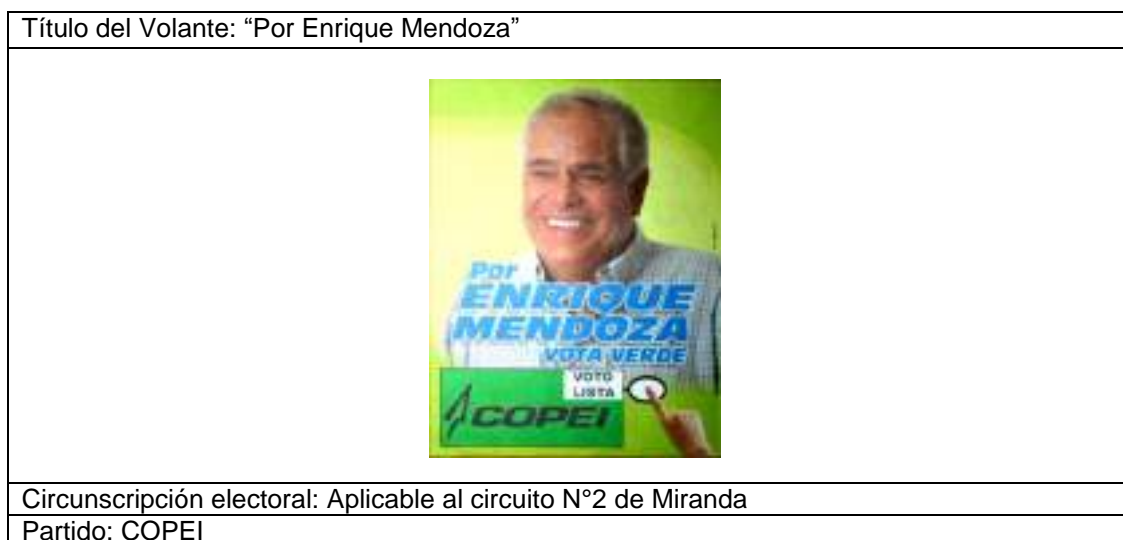 Título del Volante: “Por Enrique Mendoza”
Por
ENRIQUE
MENDOZA
VOTA VERDE
VOTO
LISTA
COPEI
Circunscripción electoral: Aplicable al circuito N°2 de Miranda
Partido: COPEI